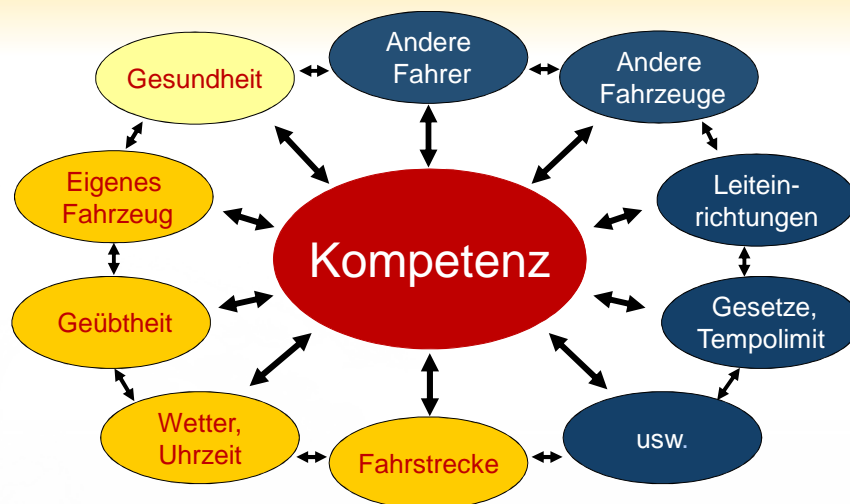 Andere
Fahrer
Andere
Fahrzeuge
Gesundheit
Eigenes
Fahrzeug
Leitein-
richtungen
Kompetenz
Geübtheit
Gesetze,
Tempolimit
Wetter,
Uhrzeit
Fahrstrecke
usw.